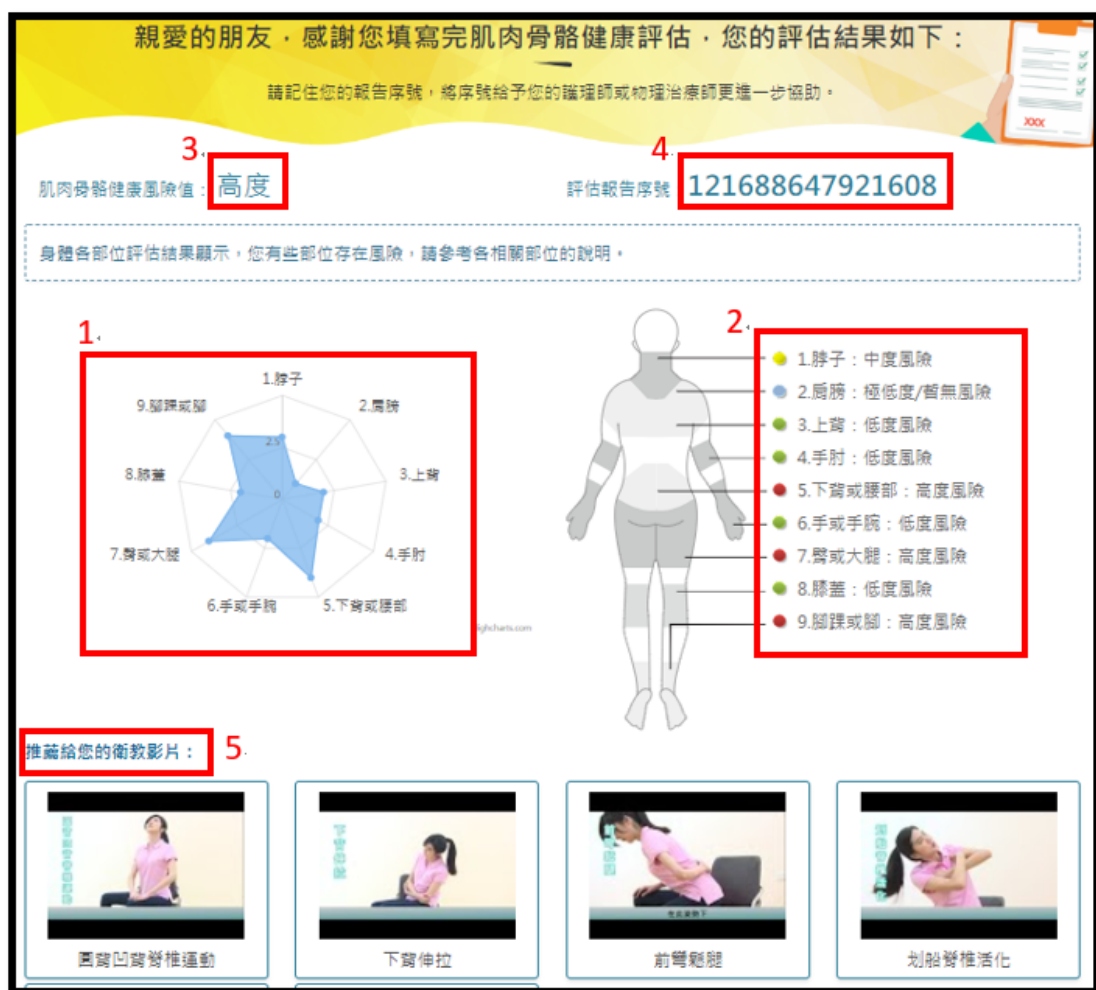 親愛的朋友，感謝您填寫完肌肉骨骼健康評估，您的評估結果如下：
請記住您的報告序號，將序號給予您的護理師或物理治療師更進一步協助。
XXX
3
4
肌肉骨骼健康風險值：高度
評估報告序號 121688647921608
身體各部位評估結果顯示，您有些部位存在風險，請參考各相關部位的說明。
1
1.脖子
2.肩膀
3.上背
4.手肘
5.下背或腰部
6.手或手腕
7.臀或大腿
8.膝蓋
9.腳踝或腳
2.5
0
ighcharts.com
2
1.脖子：中度風險
2.肩膀：極低度/暫無風險
3.上背：低度風險
4.手肘：低度風險
5.下背或腰部：高度風險
6.手或手腕：低度風險
7.臀或大腿：高度風險
8.膝蓋：低度風險
9.腳踝或腳：高度風險
推薦給您的衛教影片：
5
下背伸拉
圓背凹背脊椎運動
下背伸拉
前彎懸腿
划船脊椎活化